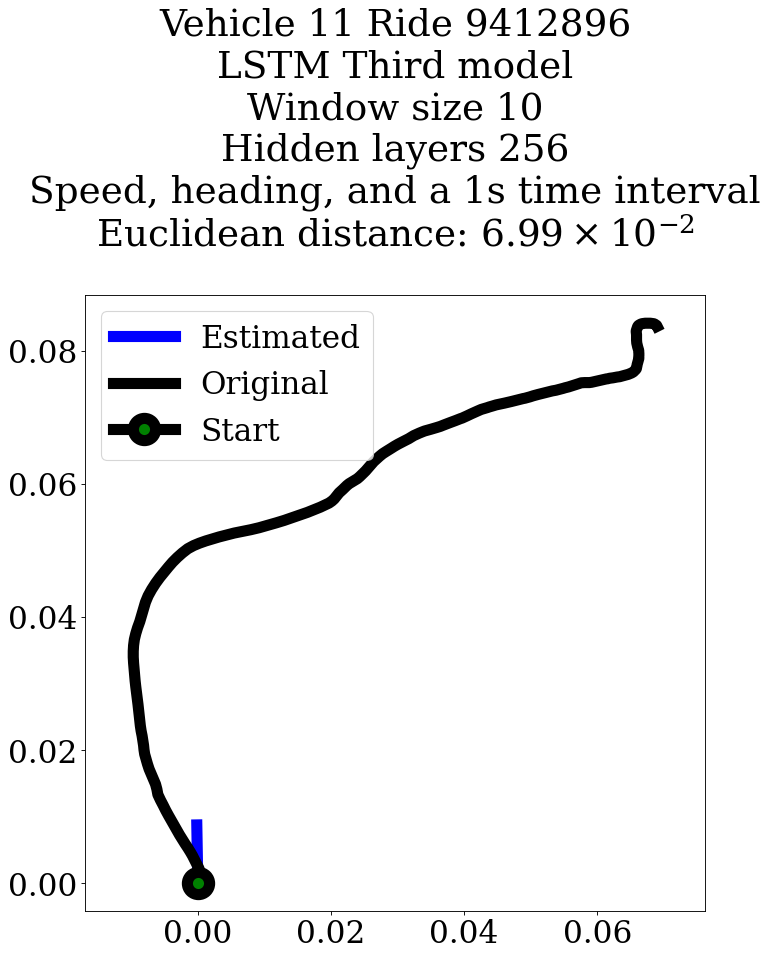 Vehicle 11 Ride 9412896
LSTM Third model
Window size 10
Hidden layers 256
Speed, heading, and a 1s time interval
Euclidean distance: 6.99 × 10⁻²
Estimated
Original
Start
0.08
0.06
0.04
0.02
0.00
0.00 0.02 0.04 0.06